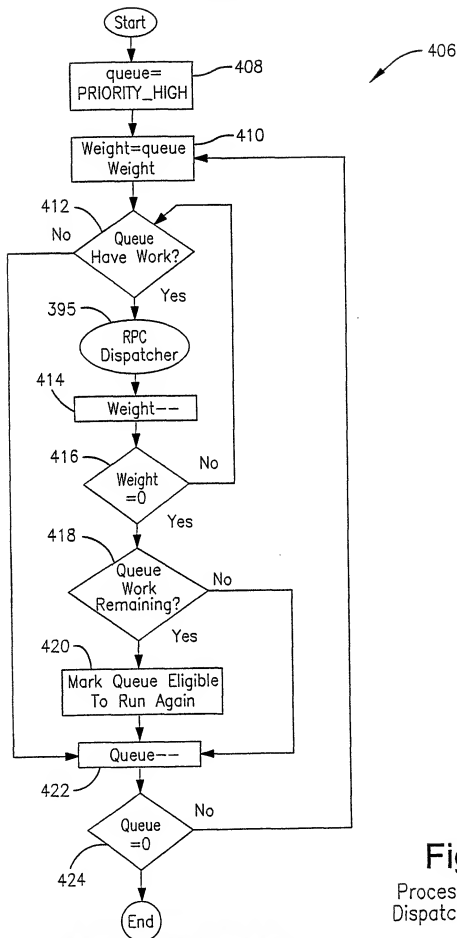 Start
406
queue=
PRIORITY_HIGH
408
Weight=queue
Weight
410
412
No
Queue
Have Work?
Yes
395
RPC
Dispatcher
414
Weight--
416
No
Weight
=0
Yes
418
Queue
Work
Remaining?
No
Yes
420
Mark Queue Eligible
To Run Again
Queue--
422
No
Queue
=0
424
End
Fig
Proces
Dispatc